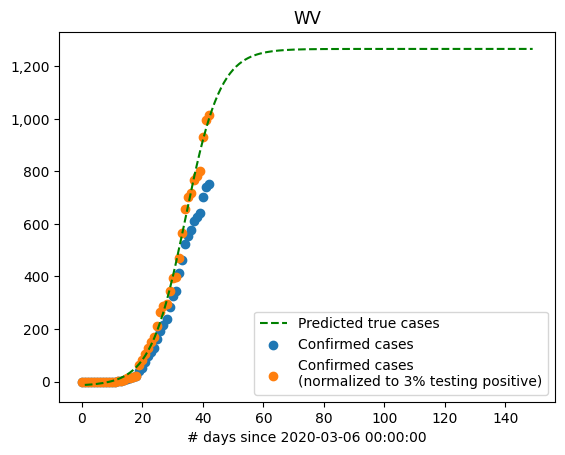 WV
1,200
1,000
800
600
400
200
0
Predicted true cases
Confirmed cases
Confirmed cases
(normalized to 3% testing positive)
0 20 40 60 80 100 120 140
# days since 2020-03-06 00:00:00